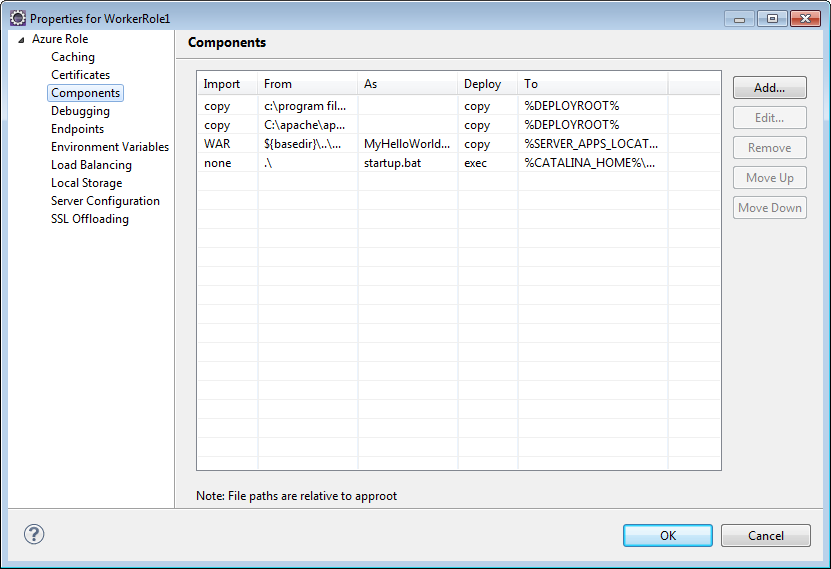 Properties for WorkerRole1
Azure Role
Caching
Certificates
Components
Debugging
Endpoints
Environment Variables
Load Balancing
Local Storage
Server Configuration
SSL Offloading
Components
Import From As Deploy To
copy c:\program fil... copy %DEPLOYROOT%
copy C:\apache\ap... copy %DEPLOYROOT%
WAR ${basedir}\..\... MyHelloWorld... copy %SERVER_APPS_LOCAT...
none .\ startup.bat exec %CATALINA_HOME%\...
Add...
Edit...
Remove
Move Up
Move Down
Note: File paths are relative to approot
?
OK Cancel